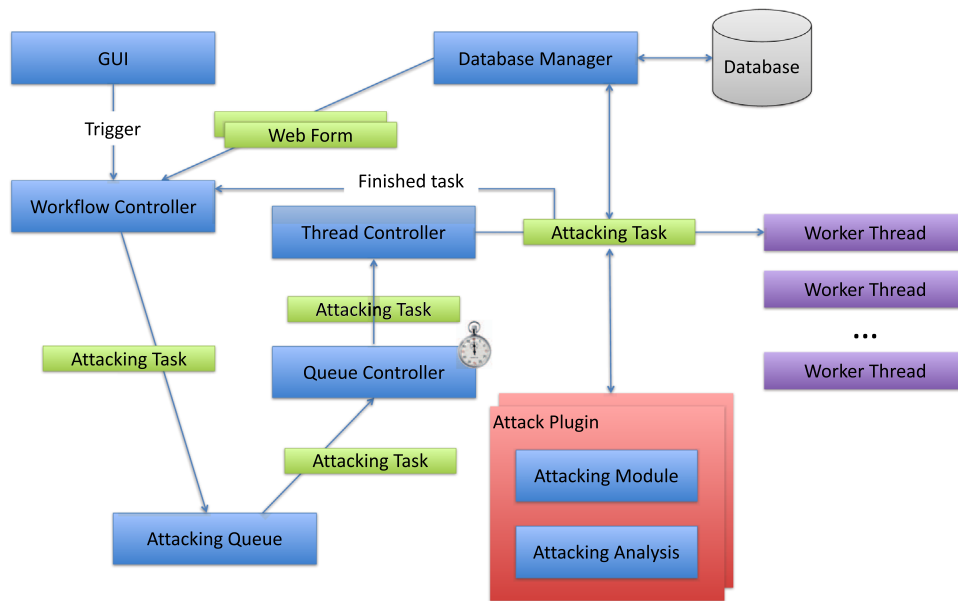 GUI
Database Manager
Database
Trigger
Web Form
Finished task
Workflow Controller
Thread Controller
Attacking Task
Worker Thread
Worker Thread
...
Worker Thread
Attacking Task
Attacking Task
Queue Controller
Attack Plugin
Attacking Task
Attacking Module
Attacking Queue
Attacking Analysis